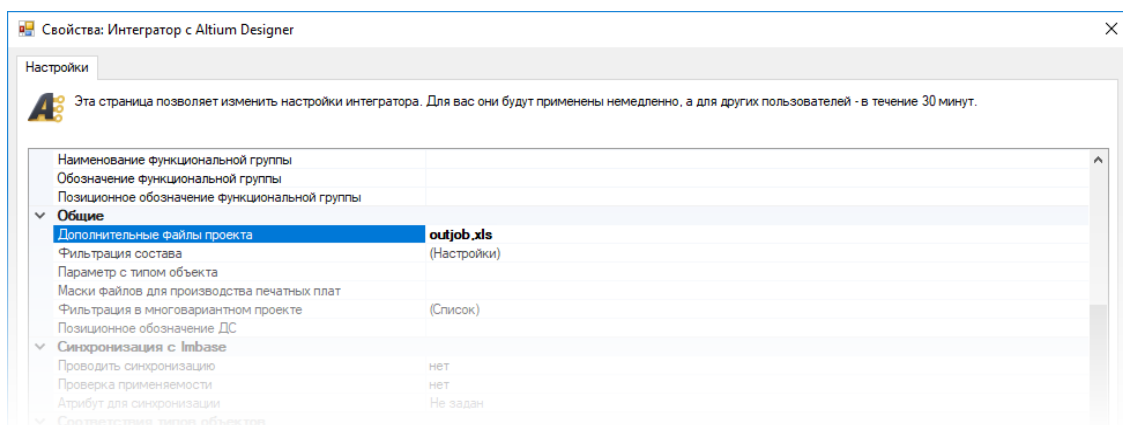 Свойства: Интегратор с Altium Designer
Настройки
Эта страница позволяет изменить настройки интегратора. Для вас они будут применены немедленно, а для других пользователей - в течение 30 минут.
Наименование функциональной группы
Обозначение функциональной группы
Позиционное обозначение функциональной группы
Общие
Дополнительные файлы проекта outjob,xls
Фильтрация состава (Настройки)
Параметр с типом объекта
Маски файлов для производства печатных плат
Фильтрация в многовариантном проекте (Список)
Позиционное обозначение ДС
Синхронизация с Imbase
Проводить синхронизацию нет
Проверка применяемости нет
Атрибут для синхронизации Не задан
Соответствия типов объектов